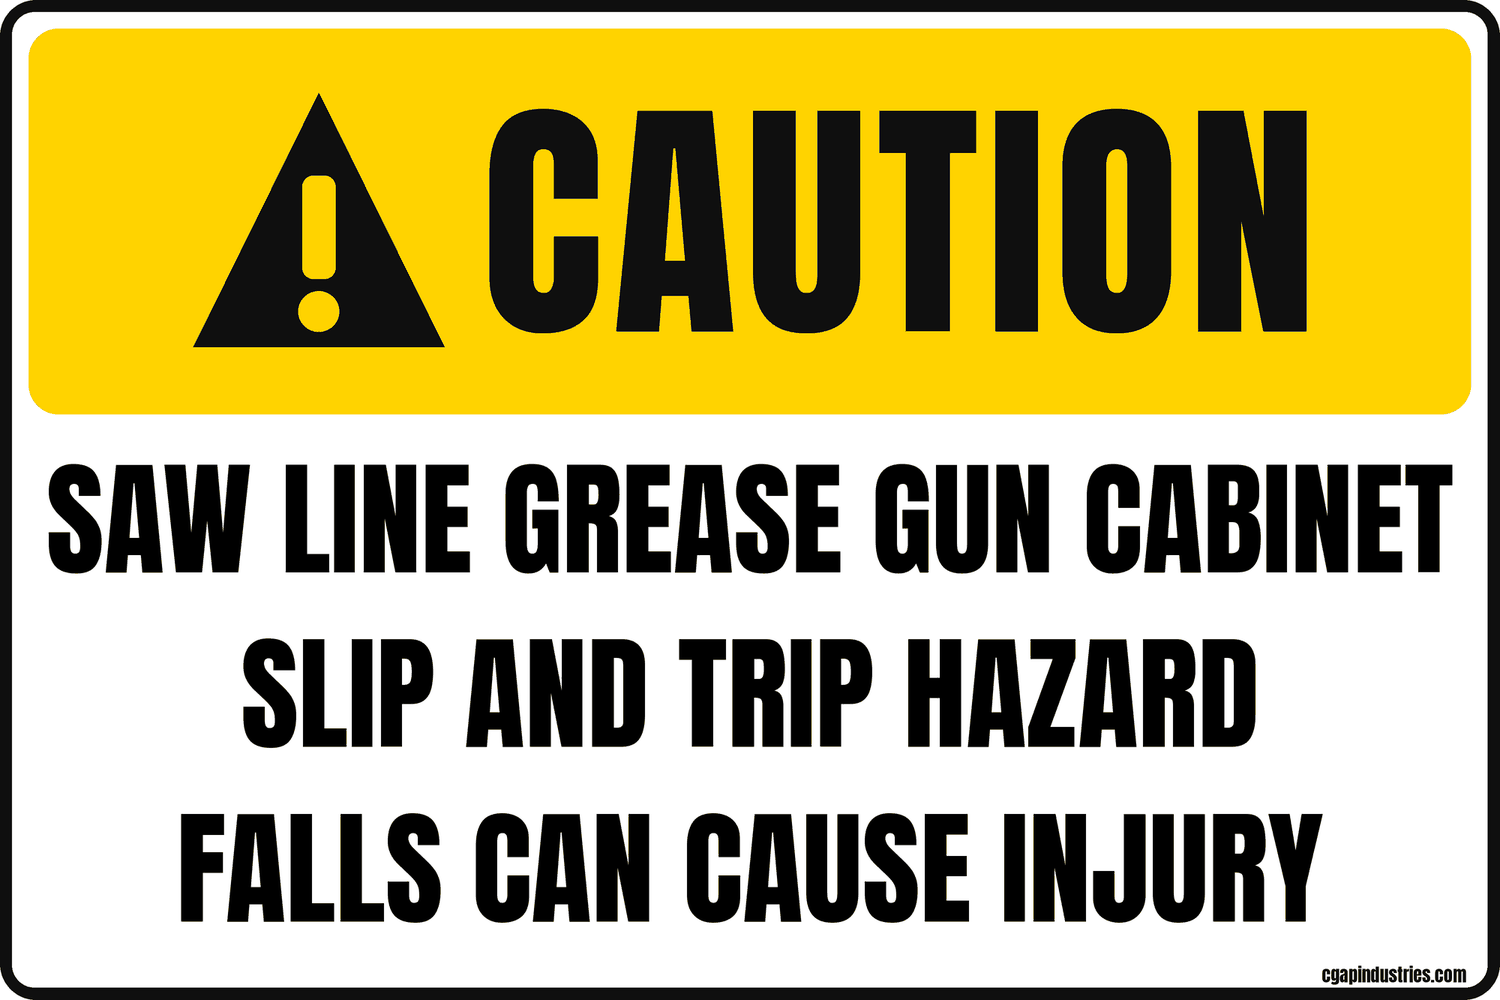 CAUTION
SAW LINE GREASE GUN CABINET
SLIP AND TRIP HAZARD
FALLS CAN CAUSE INJURY
cgapindustries.com